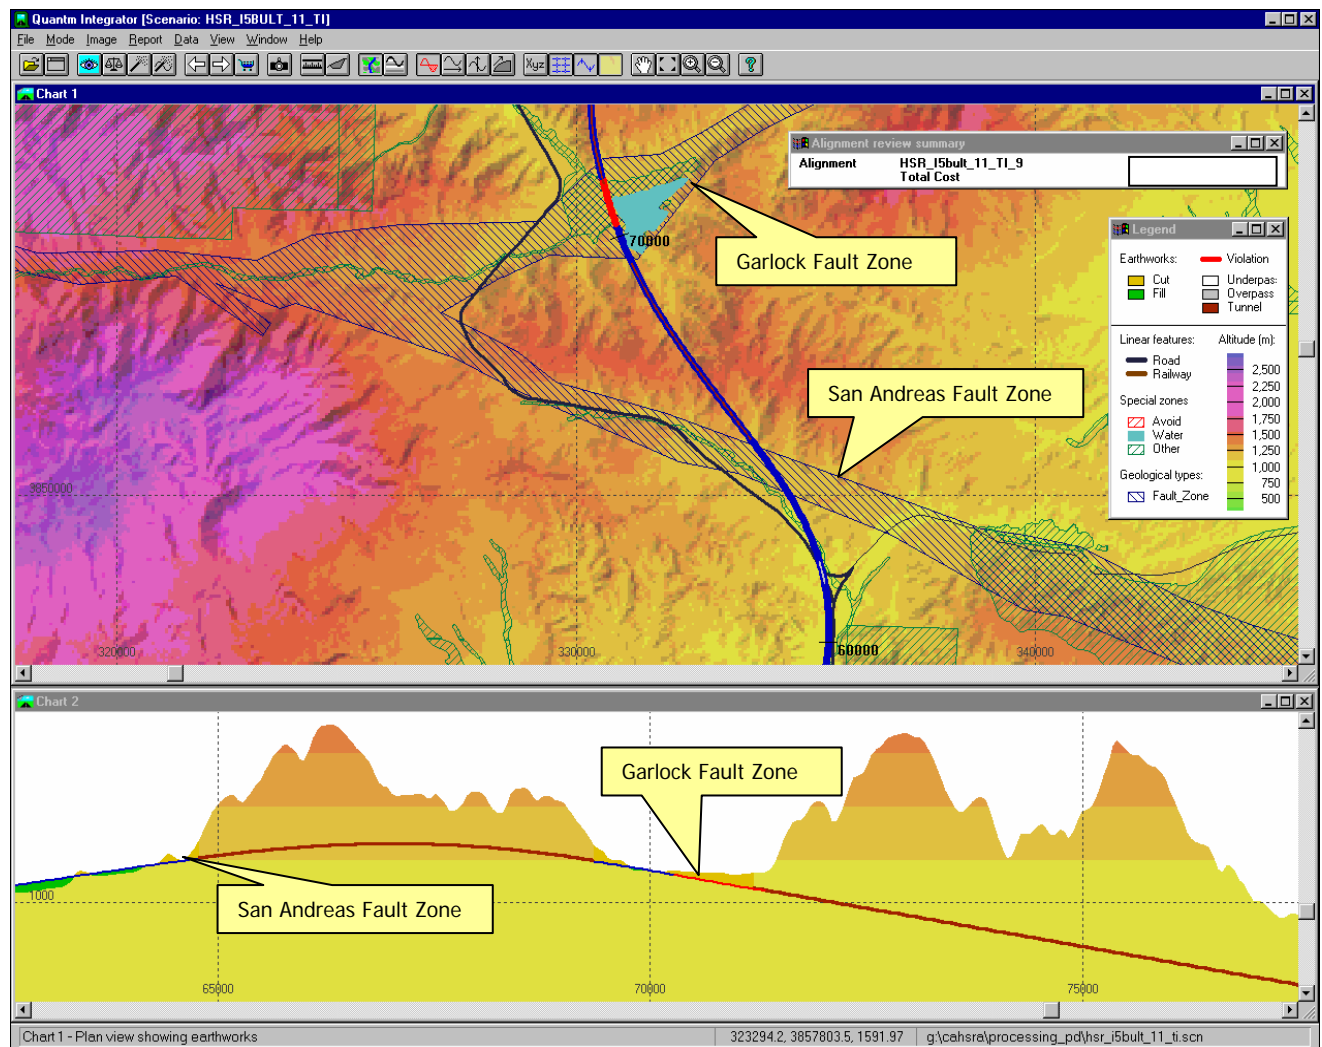 Quantm Integrator [Scenario: HSR_I5BULT_11_TI]
File Mode Image Report Data View Window Help
Xyz
Chart 1
Alignment review summary
Alignment HSR_I5bult_11_TI_9
Total Cost
70000
Garlock Fault Zone
Legend
Earthworks: Violation
Cut Underpas:
Fill Overpass
Tunnel
Linear features: Altitude (m):
Road
Railway
2,500
2,250
2,000
1,750
1,500
1,250
1,000
750
500
Special zones
Avoid
Water
Other
Geological types:
Fault_Zone
San Andreas Fault Zone
3850000
320000
330000
60000
340000
Chart 2
Garlock Fault Zone
San Andreas Fault Zone
1000
65000
70000
75000
Chart 1 - Plan view showing earthworks
323294.2, 3857803.5, 1591.97
g:\cahsra\processing_pd\hsr_i5bult_11_ti.scn